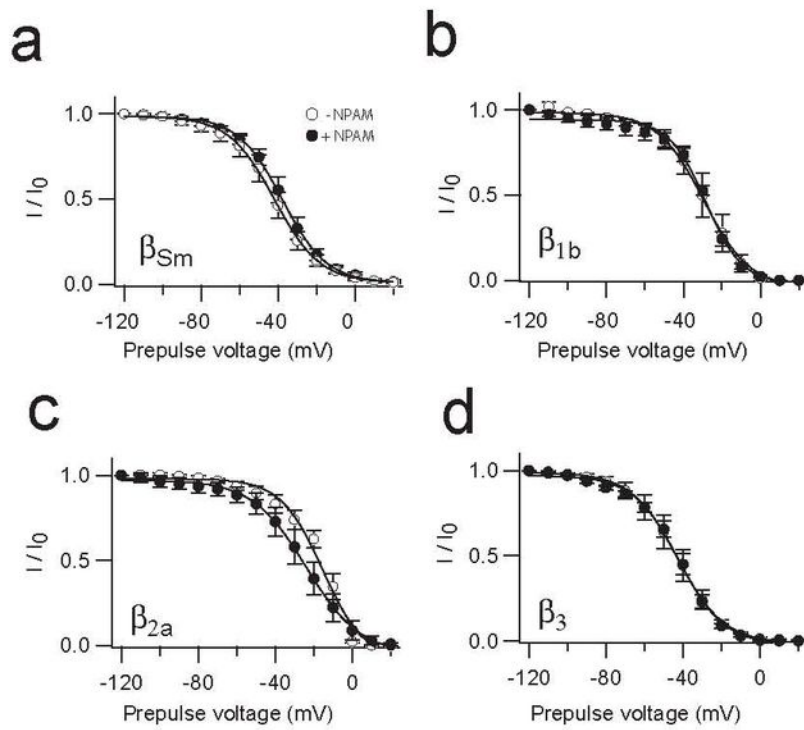 a
1.0
0.5
0.0
I / I₀
- NPAM
+ NPAM
βSm
-120 -80 -40 0
Prepulse voltage (mV)
b
1.0
0.5
0.0
I / I₀
β1b
-120 -80 -40 0
Prepulse voltage (mV)
c
1.0
0.5
0.0
I / I₀
β2a
-120 -80 -40 0
Prepulse voltage (mV)
d
1.0
0.5
0.0
I / I₀
β3
-120 -80 -40 0
Prepulse voltage (mV)